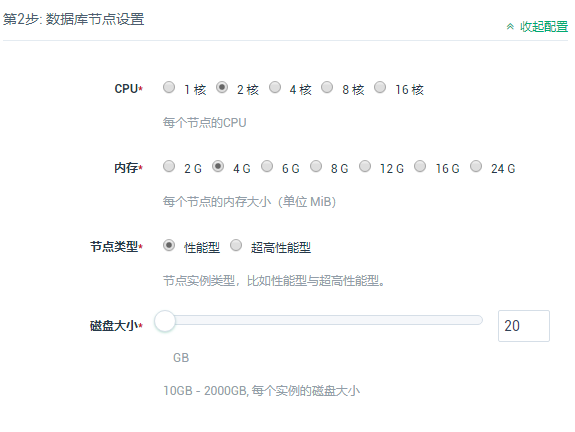 第2步: 数据库节点设置
收起配置
CPU* 1 核 2 核 4 核 8 核 16 核
每个节点的CPU
内存* 2 G 4 G 6 G 8 G 12 G 16 G 24 G
每个节点的内存大小（单位 MiB）
节点类型* 性能型 超高性能型
节点实例类型，比如性能型与超高性能型。
磁盘大小* 20
GB
10GB - 2000GB, 每个实例的磁盘大小